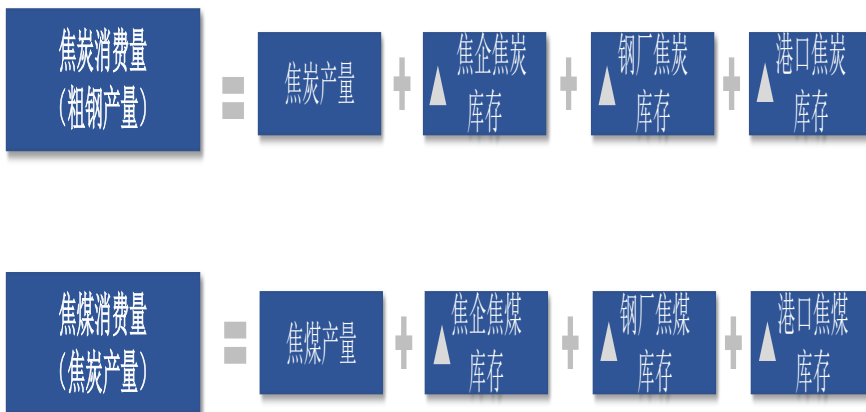 焦炭消费量
（粗钢产量）
=
焦炭产量
+
▲焦企焦炭
库存
+
▲钢厂焦炭
库存
+
▲港口焦炭
库存
焦煤消费量
（焦炭产量）
=
焦煤产量
+
▲焦企焦煤
库存
+
▲钢厂焦煤
库存
+
▲港口焦煤
库存